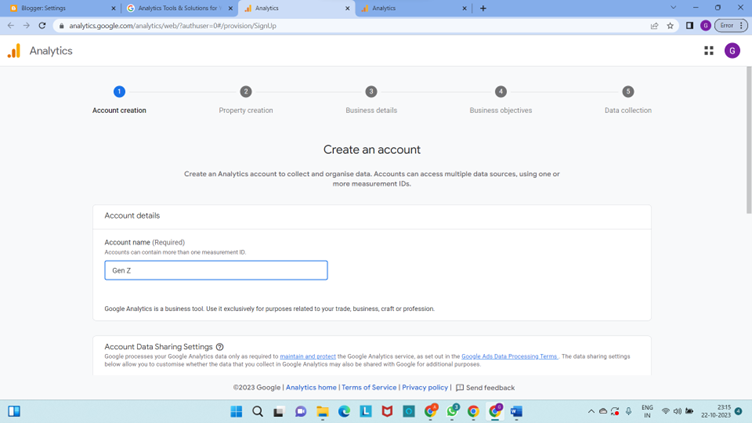 Blogger: Settings
Analytics Tools & Solutions for
Analytics
Analytics
analytics.google.com/analytics/web/?authuser=0#/provision/SignUp
G
Error
Analytics
G
1
2
3
4
5
Account creation
Property creation
Business details
Business objectives
Data collection
Create an account
Create an Analytics account to collect and organise data. Accounts can access multiple data sources, using one or
more measurement IDs.
Account details
Account name (Required)
Accounts can contain more than one measurement ID.
Gen Z
Google Analytics is a business tool. Use it exclusively for purposes related to your trade, business, craft or profession.
Account Data Sharing Settings
Google processes your Google Analytics data only as required to maintain and protect the Google Analytics service, as set out in the Google Ads Data Processing Terms . The data sharing settings
below allow you to customise whether the data that you collect in Google Analytics may also be shared with Google for additional purposes.
©2023 Google | Analytics home | Terms of Service | Privacy policy | Send feedback
ENG
IN
23:15
22-10-2023